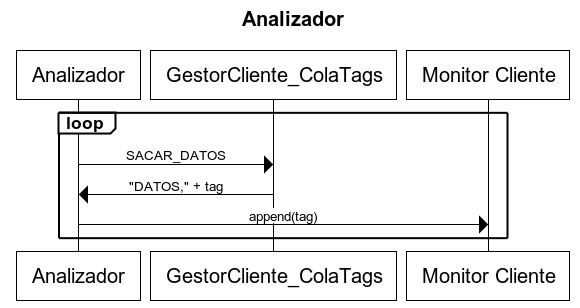 Analizador
Analizador
GestorCliente_ColaTags
Monitor Cliente
loop
SACAR_DATOS
"DATOS," + tag
append(tag)
Analizador
GestorCliente_ColaTags
Monitor Cliente